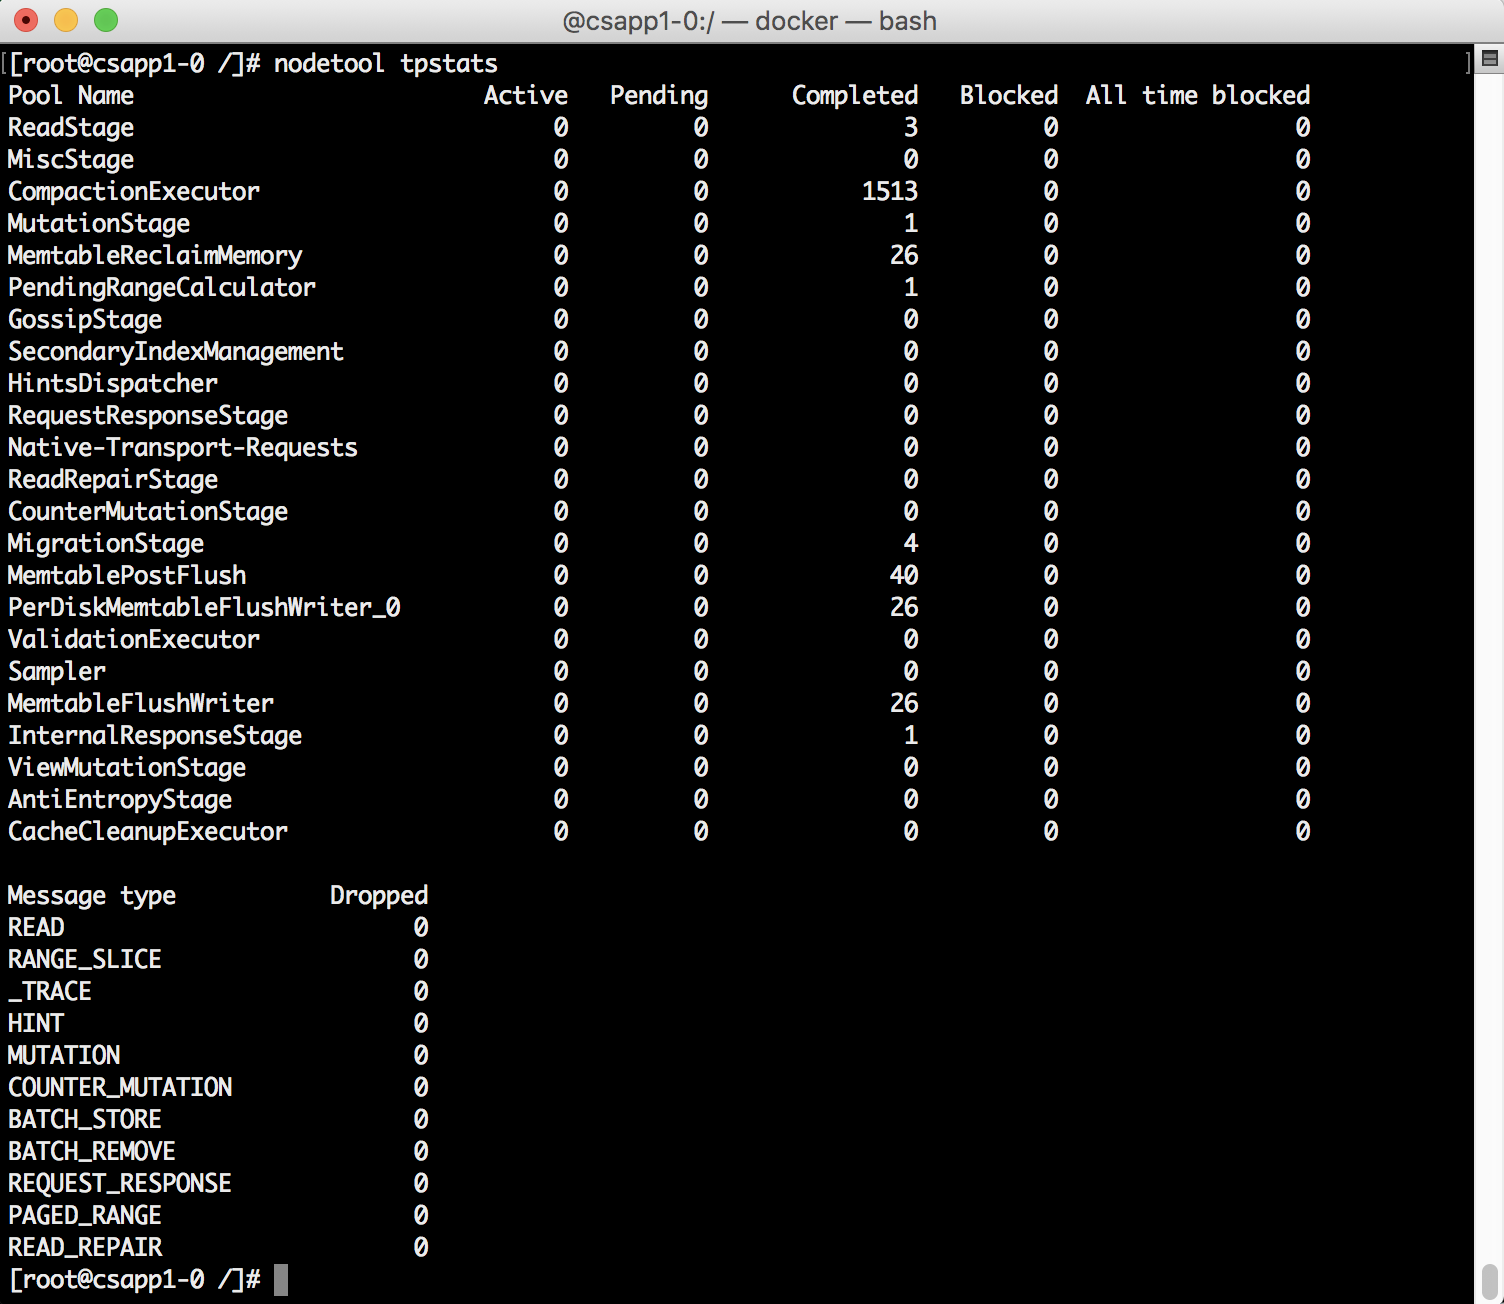 @csapp1-0:/ — docker — bash
[[root@csapp1-0 /]# nodetool tpstats ]
Pool Name Active Pending Completed Blocked All time blocked
ReadStage 0 0 3 0 0
MiscStage 0 0 0 0 0
CompactionExecutor 0 0 1513 0 0
MutationStage 0 0 1 0 0
MemtableReclaimMemory 0 0 26 0 0
PendingRangeCalculator 0 0 1 0 0
GossipStage 0 0 0 0 0
SecondaryIndexManagement 0 0 0 0 0
HintsDispatcher 0 0 0 0 0
RequestResponseStage 0 0 0 0 0
Native-Transport-Requests 0 0 0 0 0
ReadRepairStage 0 0 0 0 0
CounterMutationStage 0 0 0 0 0
MigrationStage 0 0 4 0 0
MemtablePostFlush 0 0 40 0 0
PerDiskMemtableFlushWriter_0 0 0 26 0 0
ValidationExecutor 0 0 0 0 0
Sampler 0 0 0 0 0
MemtableFlushWriter 0 0 26 0 0
InternalResponseStage 0 0 1 0 0
ViewMutationStage 0 0 0 0 0
AntiEntropyStage 0 0 0 0 0
CacheCleanupExecutor 0 0 0 0 0
Message type Dropped
READ 0
RANGE_SLICE 0
_TRACE 0
HINT 0
MUTATION 0
COUNTER_MUTATION 0
BATCH_STORE 0
BATCH_REMOVE 0
REQUEST_RESPONSE 0
PAGED_RANGE 0
READ_REPAIR 0
[root@csapp1-0 /]#